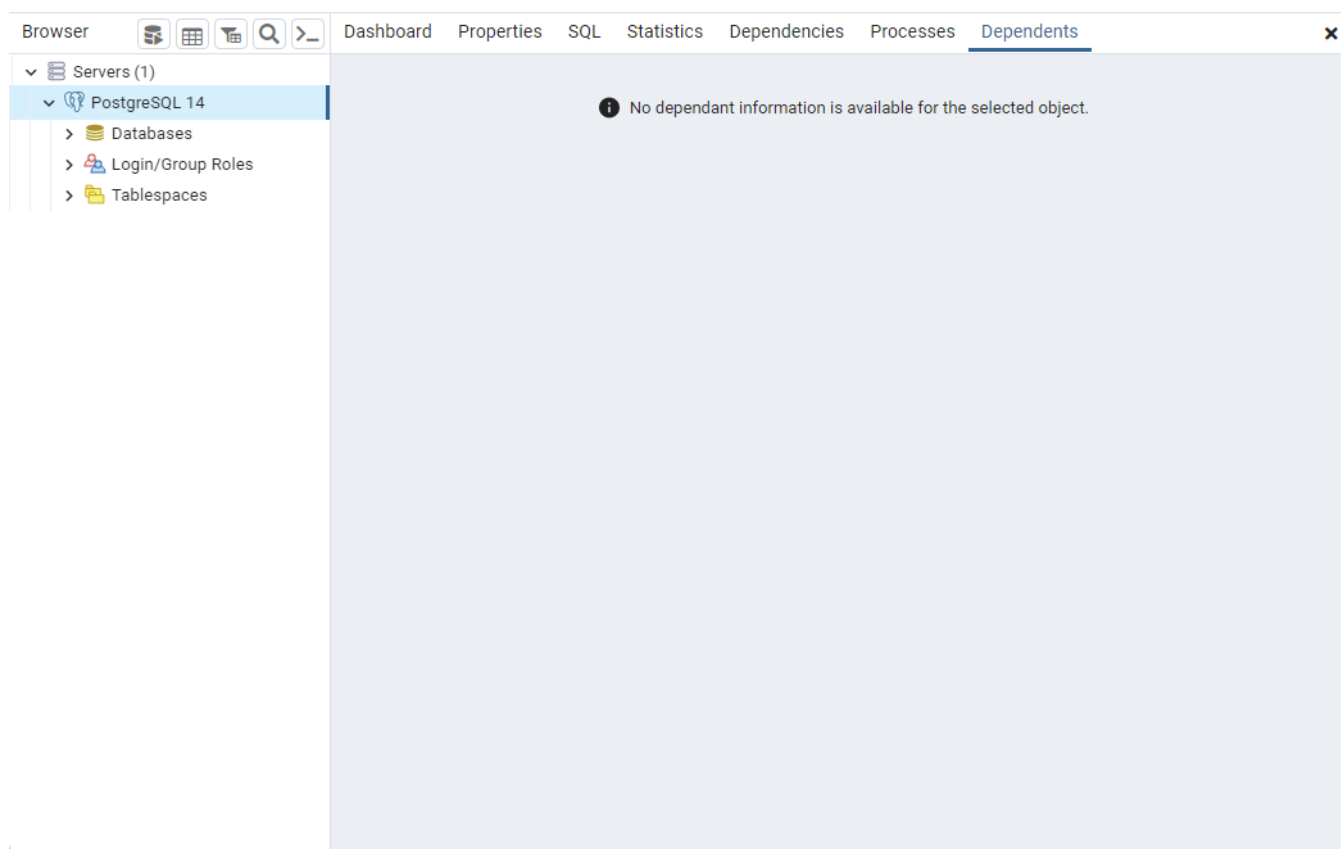 Browser
Dashboard Properties SQL Statistics Dependencies Processes Dependents
Servers (1)
PostgreSQL 14
Databases
Login/Group Roles
Tablespaces
No dependant information is available for the selected object.